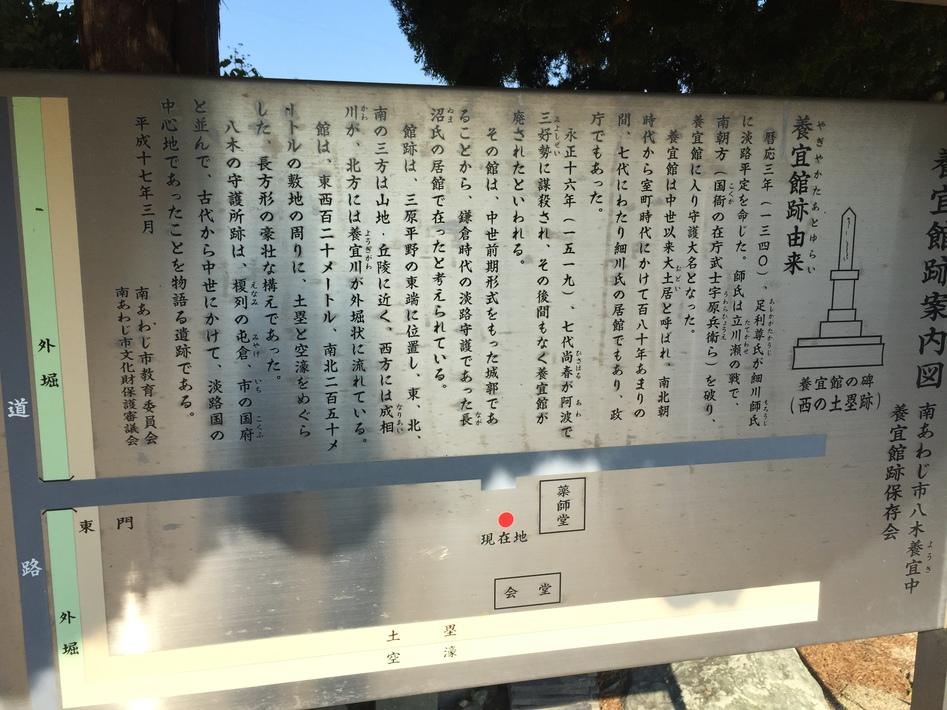 養宜館跡案内図
南あわじ市八木養宜中
養宜館跡保存会
養宜館の碑
(西の土塁跡)
養宜館跡由来
暦応三年(一三四〇)、足利尊氏が細川師氏
に淡路平定を命じた。師氏は立川瀬の戦で、
南朝方(国衙の在庁武士宇原兵衛ら)を破り、
養宜館に入り守護大名となった。
養宜館は中世以来大土居と呼ばれ、南北朝
時代から室町時代にかけて百八十年あまりの
間、七代にわたり細川氏の居館でもあり、政
庁でもあった。
永正十六年(一五一九)、七代尚春が阿波で
三好勢に謀殺され、その後間もなく養宜館が
廃されたといわれる。
その館は、中世前期形式をもった城郭であ
ることから、鎌倉時代の淡路守護であった長
沼氏の居館で在ったと考えられている。
館跡は、三原平野の東端に位置し、東、北、
南の三方は山地・丘陵に近く、西方には成相
川が、北方には養宜川が外堀状に流れている。
館は、東西百二十メートル、南北二百五十メ
ートルの敷地の周りに、土塁と空濠をめぐら
した、長方形の豪壮な構えであった。
八木の守護所跡は、榎列の屯倉、市の国府
と並んで、古代から中世にかけて、淡路国の
中心地であったことを物語る遺跡である。
平成十七年三月
南あわじ市教育委員会
南あわじ市文化財保護審議会
外堀
道路
東門
外堀
薬師堂
現在地
会堂
土塁
空濠